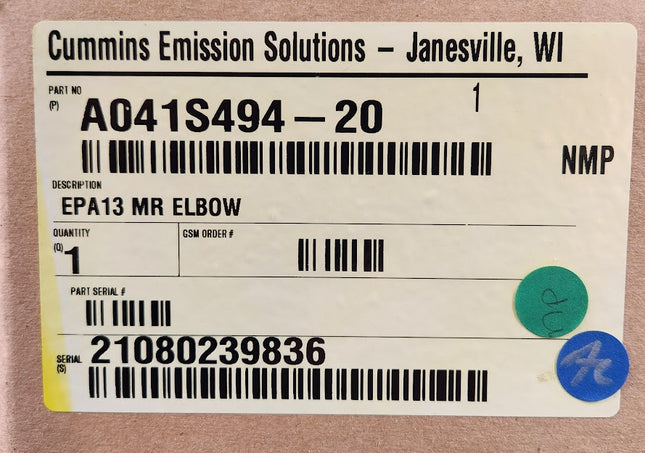 Cummins Emission Solutions – Janesville, WI
PART NO
(P)
A041S494-20
1
NMP
DESCRIPTION
EPA13 MR ELBOW
QUANTITY
(Q)
1
GSM ORDER #
PART SERIAL #
SERIAL
(S)
21080239836